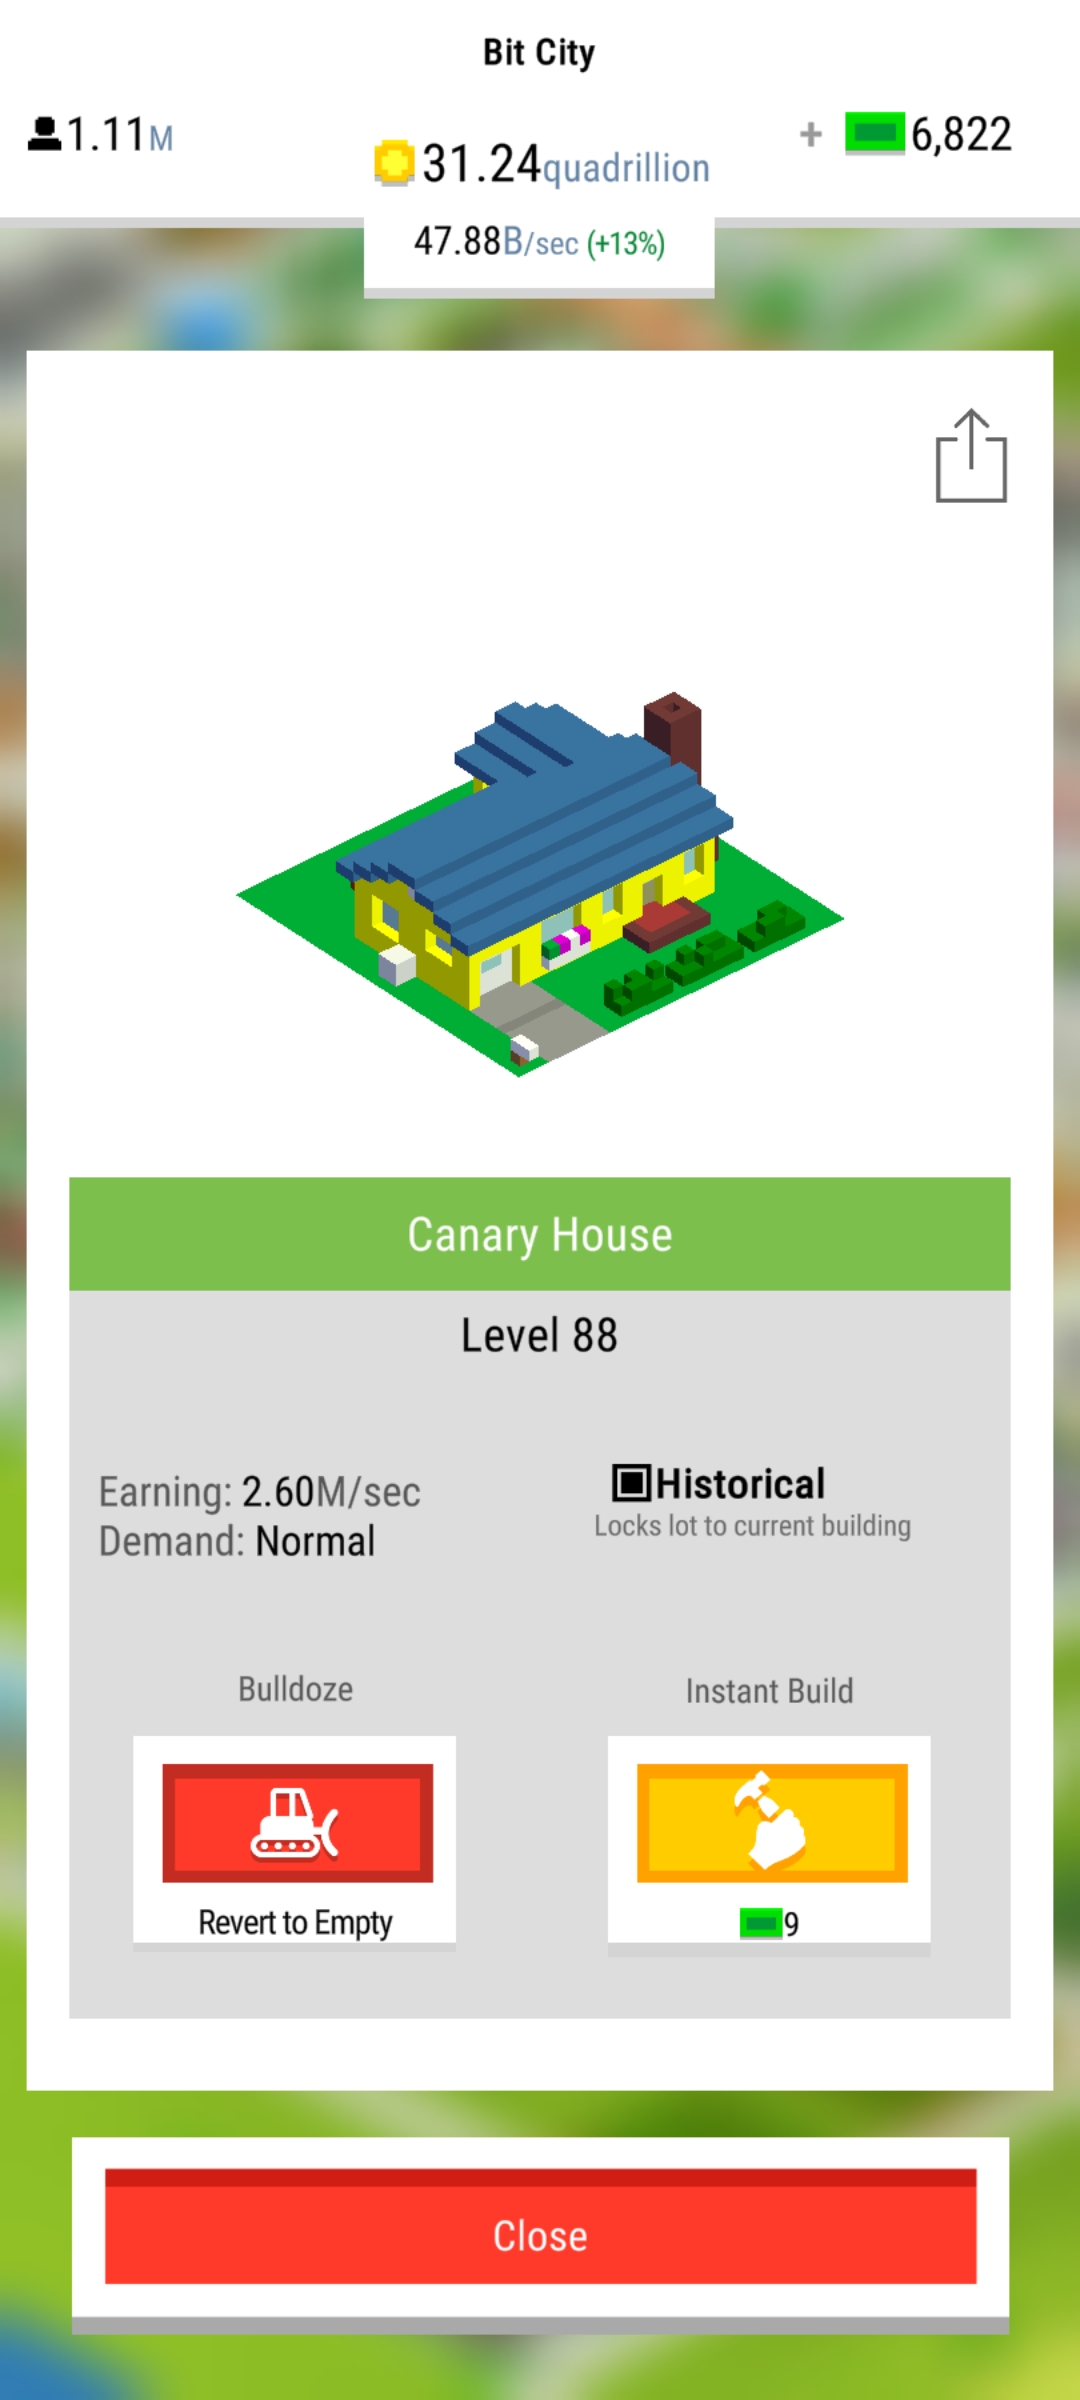 Bit City
1.11M
31.24quadrillion
+ 6,822
47.88B/sec (+13%)
Canary House
Level 88
Earning: 2.60M/sec
Demand: Normal
Historical
Locks lot to current building
Bulldoze
Revert to Empty
Instant Build
9
Close